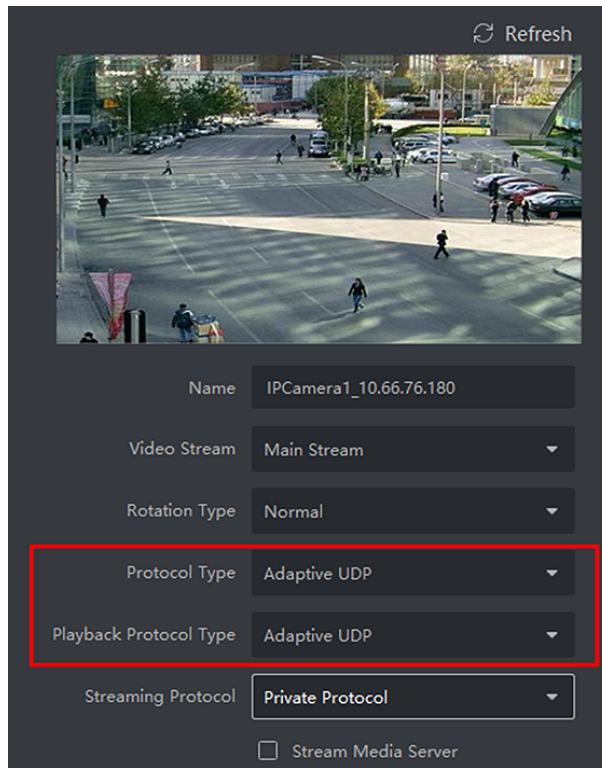 Refresh
Name IPCamera1_10.66.76.180
Video Stream Main Stream
Rotation Type Normal
Protocol Type Adaptive UDP
Playback Protocol Type Adaptive UDP
Streaming Protocol Private Protocol
Stream Media Server